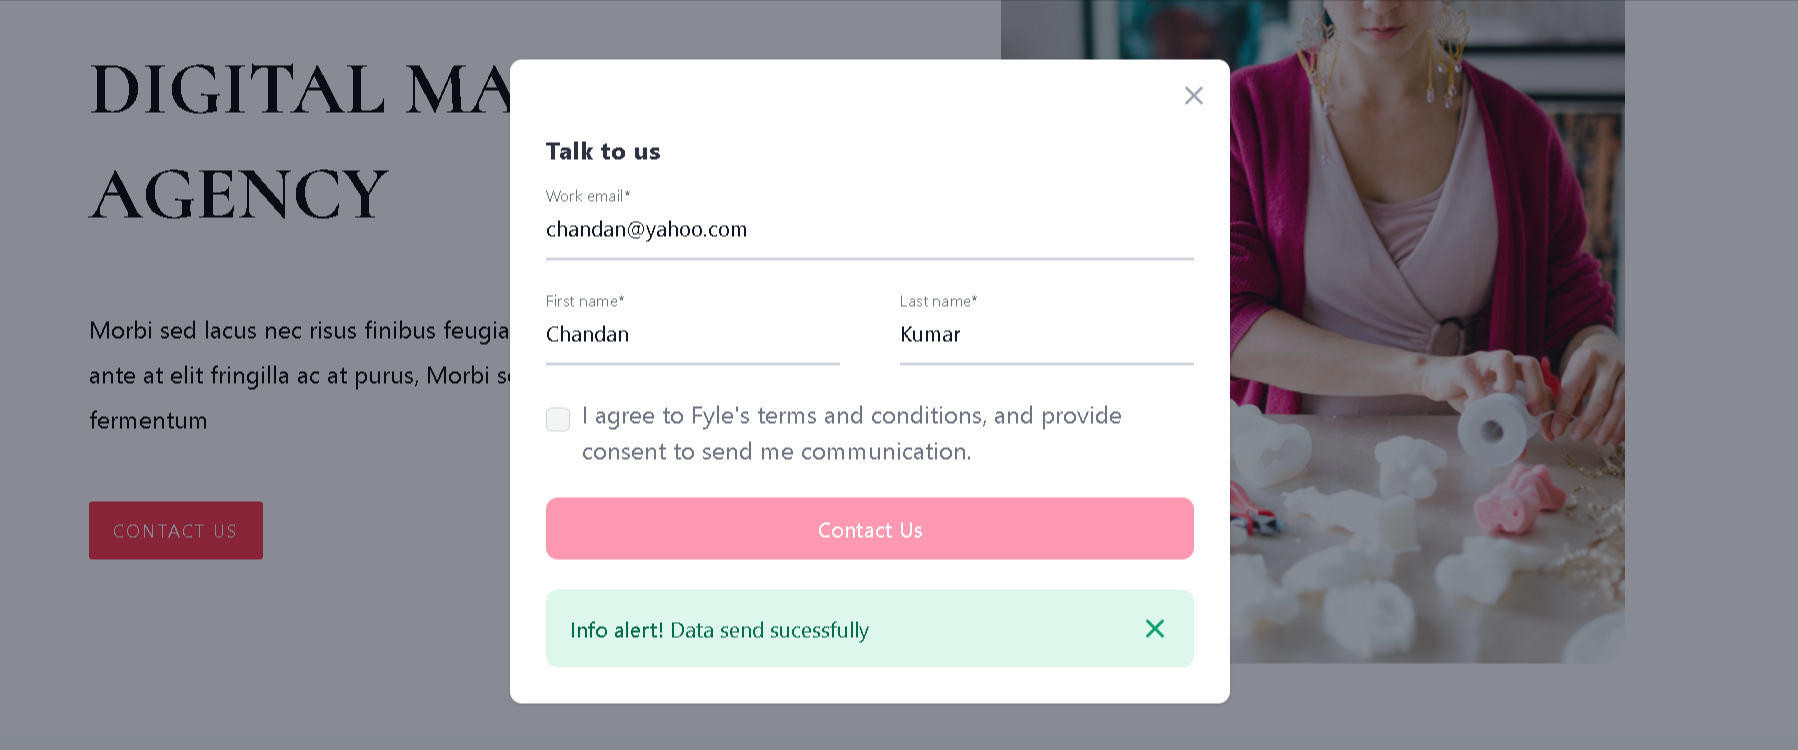 DIGITAL MA
AGENCY
Morbi sed lacus nec risus finibus feugia
ante at elit fringilla ac at purus, Morbi s
fermentum
CONTACT US
Talk to us
Work email*
chandan@yahoo.com
First name*
Last name*
Chandan
Kumar
I agree to Fyle's terms and conditions, and provide
consent to send me communication.
Contact Us
Info alert! Data send sucessfully